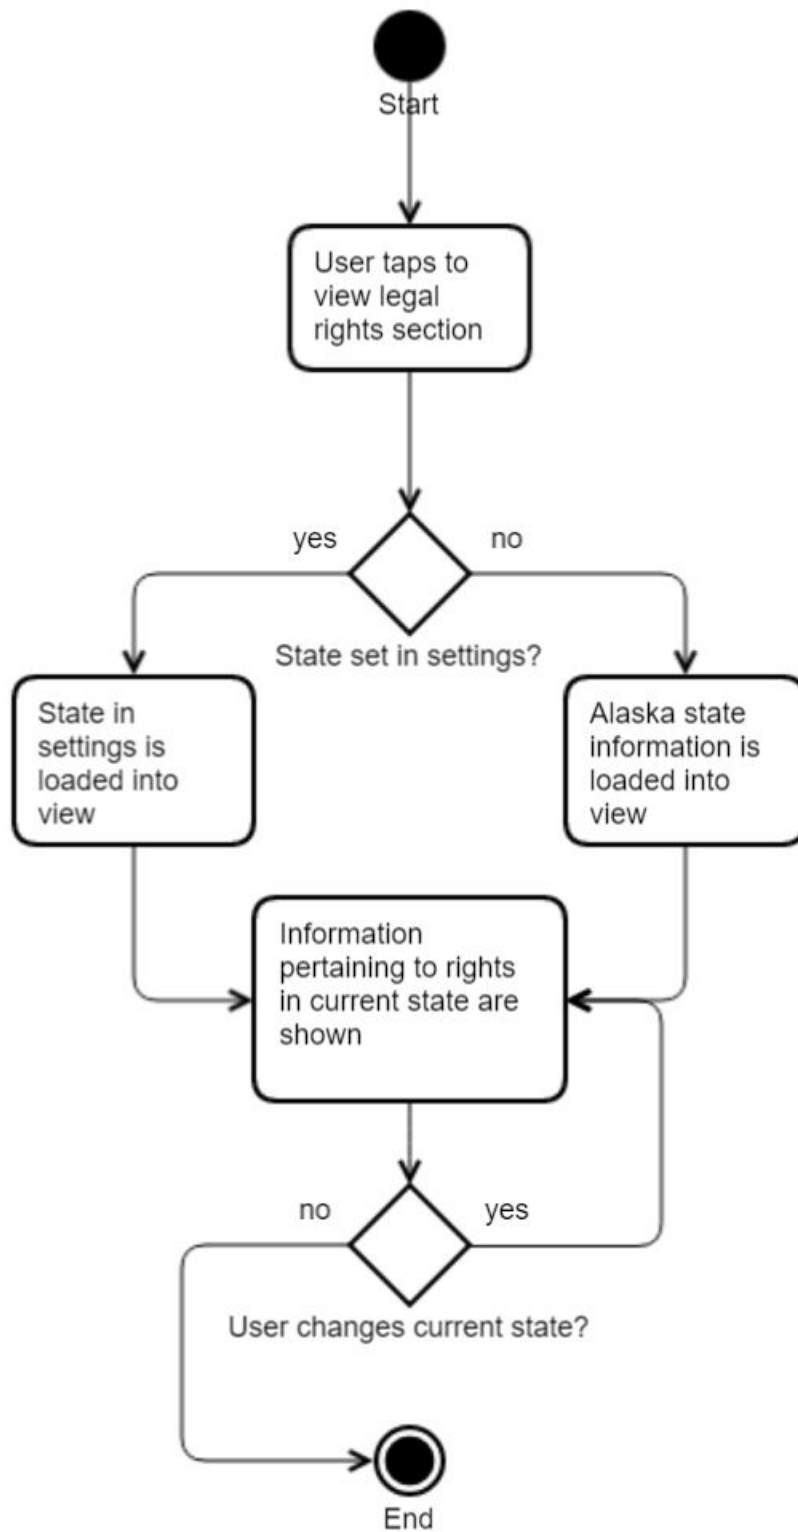 Start
User taps to
view legal
rights section
yes
no
State set in settings?
State in
settings is
loaded into
view
Alaska state
information is
loaded into
view
Information
pertaining to rights
in current state are
shown
no
yes
User changes current state?
End